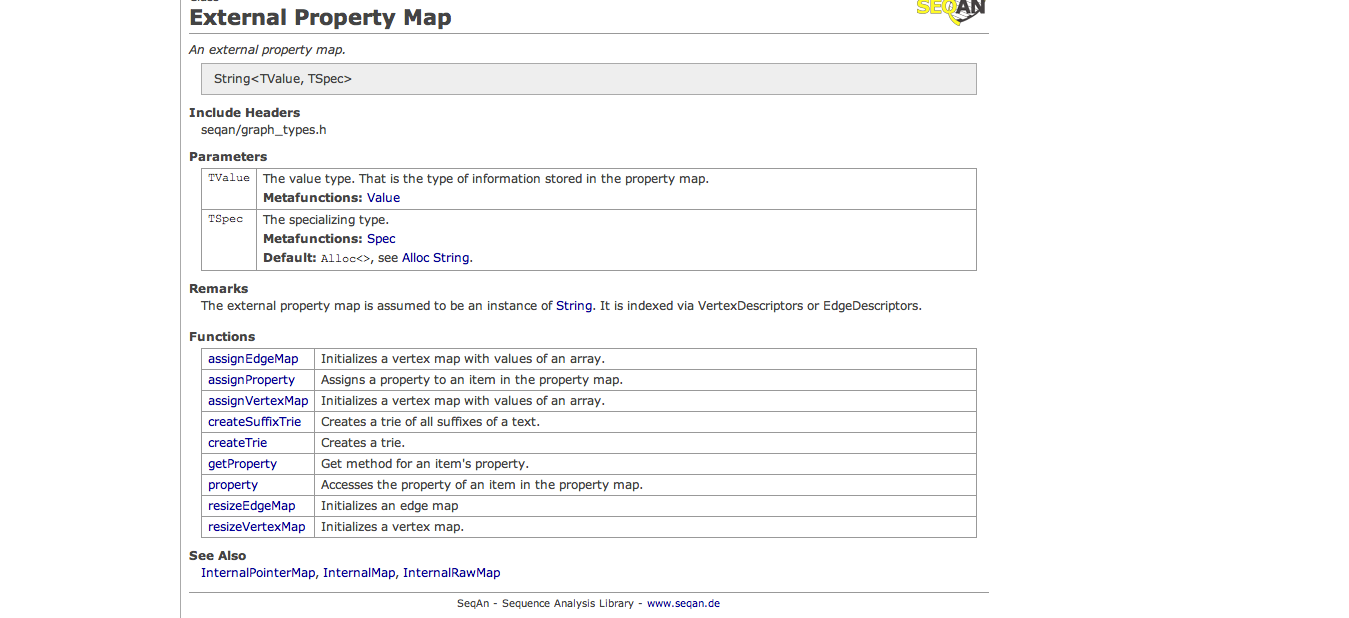 External Property Map
SEQAN
An external property map.
String<TValue, TSpec>
Include Headers
seqan/graph_types.h
Parameters
TValue The value type. That is the type of information stored in the property map.
Metafunctions: Value
TSpec The specializing type.
Metafunctions: Spec
Default: Alloc<>, see Alloc String.
Remarks
The external property map is assumed to be an instance of String. It is indexed via VertexDescriptors or EdgeDescriptors.
Functions
assignEdgeMap Initializes a vertex map with values of an array.
assignProperty Assigns a property to an item in the property map.
assignVertexMap Initializes a vertex map with values of an array.
createSuffixTrie Creates a trie of all suffixes of a text.
createTrie Creates a trie.
getProperty Get method for an item's property.
property Accesses the property of an item in the property map.
resizeEdgeMap Initializes an edge map
resizeVertexMap Initializes a vertex map.
See Also
InternalPointerMap, InternalMap, InternalRawMap
SeqAn - Sequence Analysis Library - www.seqan.de